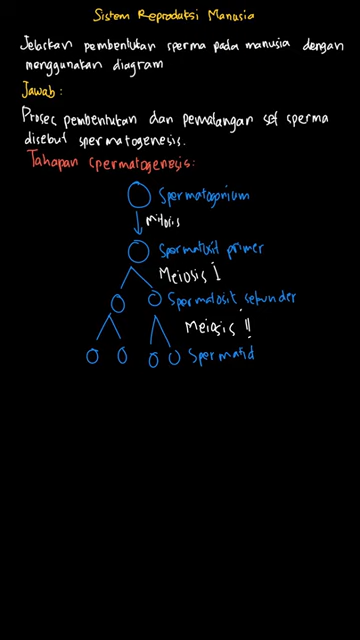 Sistem Reproduksi Manusia
Jelaskan pembentukan sperma pada manusia dengan
menggunakan diagram
Jawab:
Proses pembentukan dan pematangan sel sperma
disebut spermatogenesis.
Tahapan spermatogenesis:
Spermatogonium
Mitosis
Spermatosit primer
Meiosis I
Spermatosit sekunder
Meiosis II
Spermatid